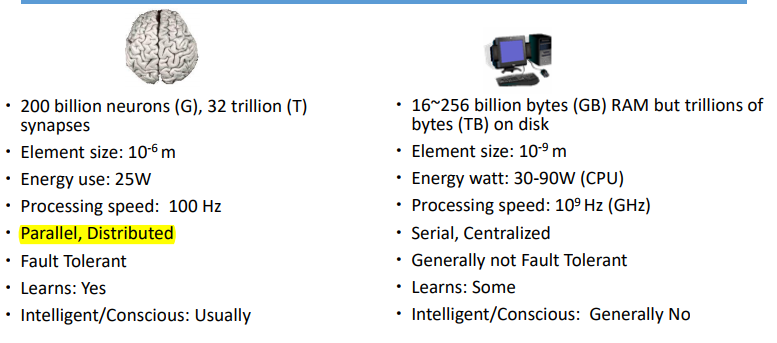 • 200 billion neurons (G), 32 trillion (T)
synapses
• Element size: 10⁻⁶ m
• Energy use: 25W
• Processing speed:  100 Hz
• Parallel, Distributed
• Fault Tolerant
• Learns: Yes
• Intelligent/Conscious: Usually
• 16~256 billion bytes (GB) RAM but trillions of
bytes (TB) on disk
• Element size: 10⁻⁹ m
• Energy watt: 30-90W (CPU)
• Processing speed: 10⁹ Hz (GHz)
• Serial, Centralized
• Generally not Fault Tolerant
• Learns: Some
• Intelligent/Conscious:  Generally No